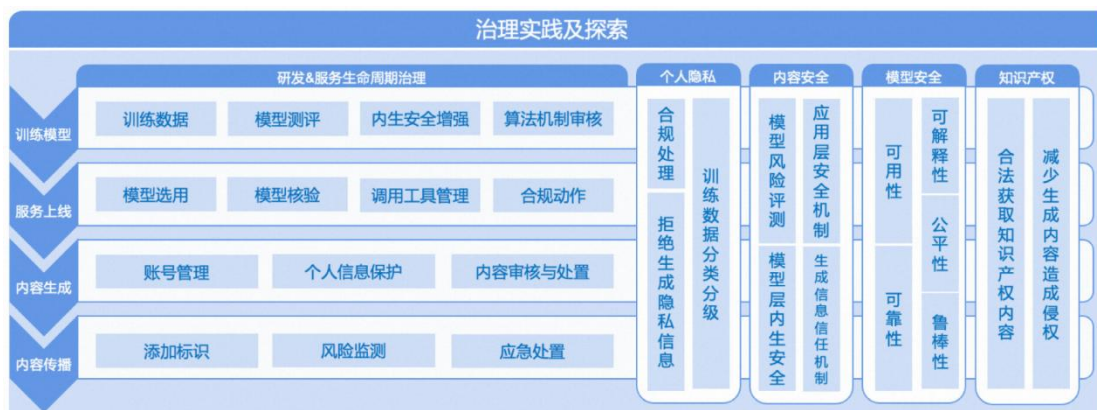 治理实践及探索
研发&服务生命周期治理
个人隐私
内容安全
模型安全
知识产权
训练模型
训练数据
模型测评
内生安全增强
算法机制审核
服务上线
模型选用
模型核验
调用工具管理
合规动作
内容生成
账号管理
个人信息保护
内容审核与处置
内容传播
添加标识
风险监测
应急处置
合规处理
拒绝生成隐私信息
训练数据分类分级
模型风险评测
模型层内生安全
应用层安全机制
生成信息信任机制
可用性
可靠性
可解释性
公平性
鲁棒性
合法获取知识产权内容
减少生成内容造成侵权